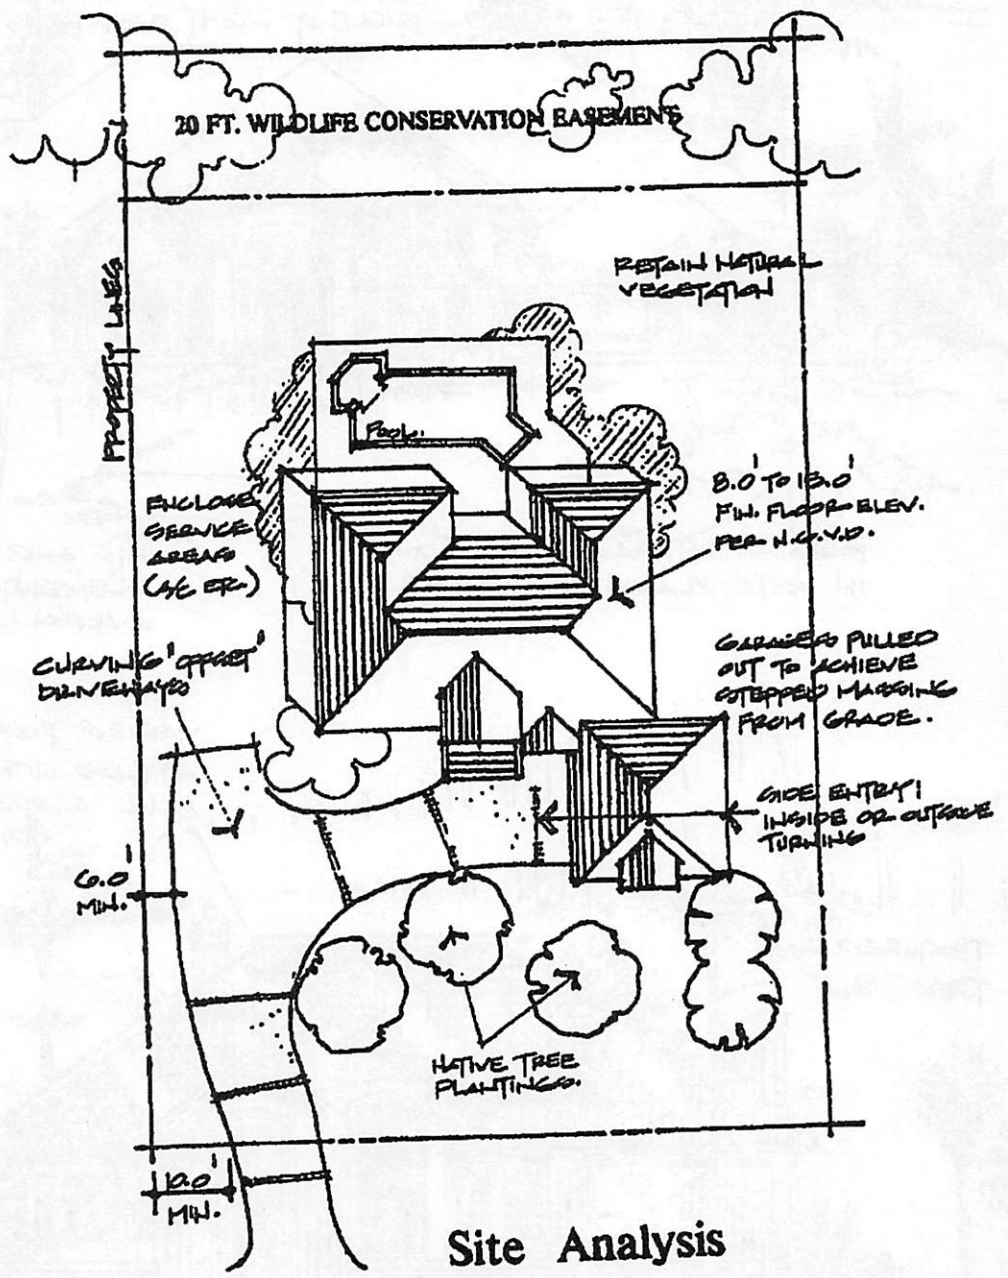 20 FT. WILDLIFE CONSERVATION EASEMENT
RETAIN NATURAL
VEGETATION
PROPERTY LINES
POOL.
ENCLOSE
SERVICE
AREAS
8.0' TO 13.0'
FIN. FLOOR ELEV.
PER N.G.V.D.
CURVING 'OFFSET'
DRIVEWAYS
GARAGES PULLED
OUT TO ACHIEVE
STEPPED MASSING
FROM GRADE.
SIDE ENTRY
INSIDE OR OUTSIDE
TURNING
6.0'
MIN.
NATIVE TREE
PLANTINGS.
10.0'
MIN.
Site Analysis